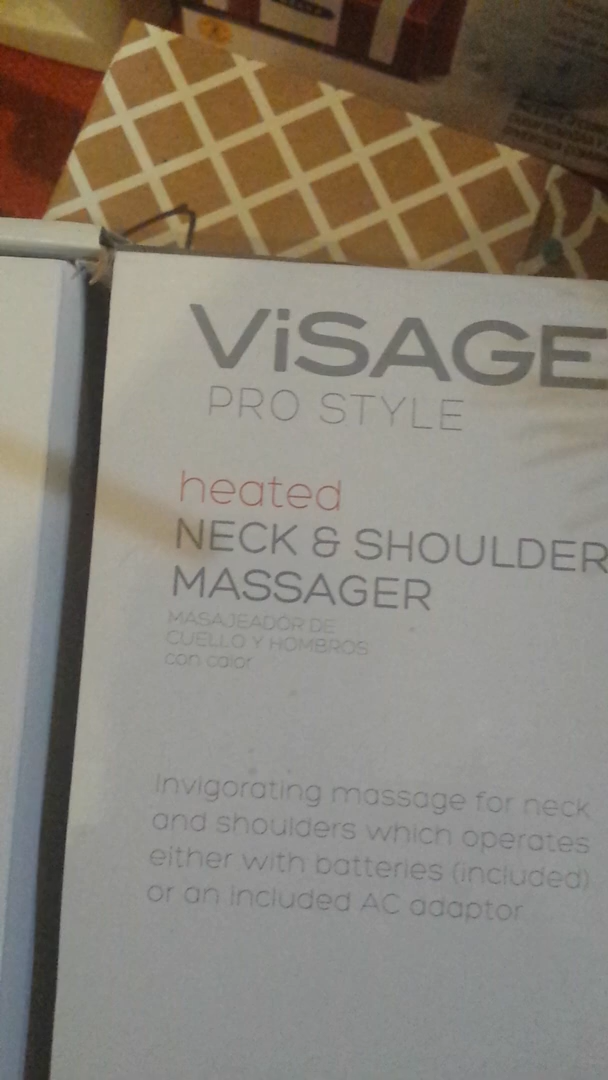 ViSAGE
PRO STYLE
heated
NECK & SHOULDER
MASSAGER
MASAJEADOR DE
CUELLO Y HOMBROS
con calor
Invigorating massage for neck
and shoulders which operates
either with batteries (included)
or an included AC adaptor